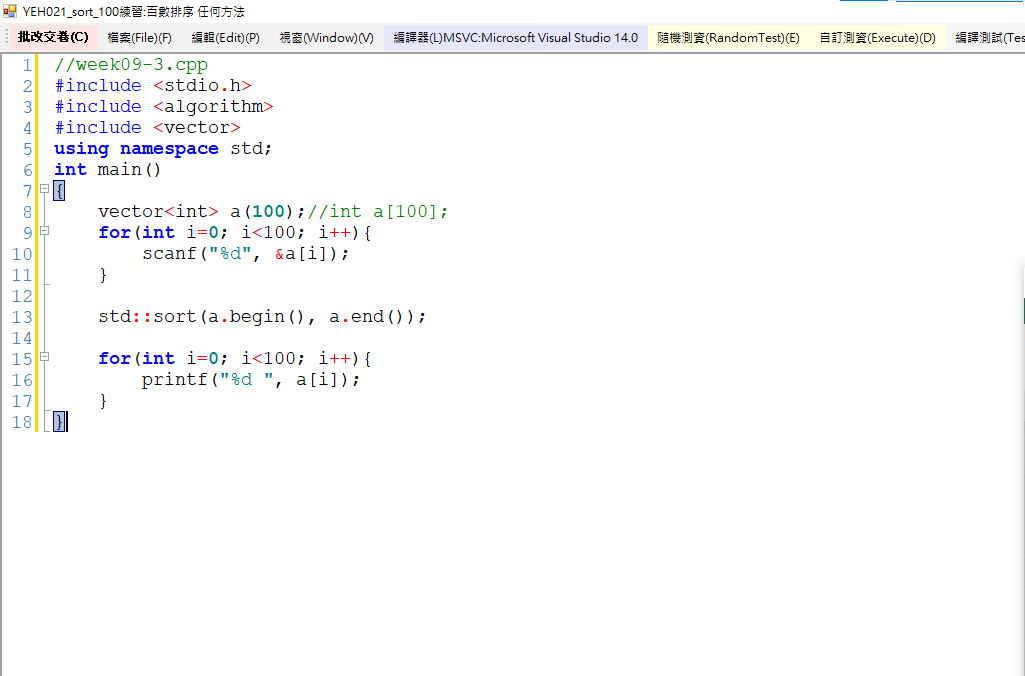 YEH021_sort_100練習:百數排序 任何方法
批改交卷(C) 檔案(File)(F) 編輯(Edit)(P) 視窗(Window)(V) 編譯器(L)MSVC:Microsoft Visual Studio 14.0 隨機測資(RandomTest)(E) 自訂測資(Execute)(D) 編譯測試(Tes
1 //week09-3.cpp
2 #include <stdio.h>
3 #include <algorithm>
4 #include <vector>
5 using namespace std;
6 int main()
7 {
8 vector<int> a(100);//int a[100];
9 for(int i=0; i<100; i++){
10 scanf("%d", &a[i]);
11 }
12
13 std::sort(a.begin(), a.end());
14
15 for(int i=0; i<100; i++){
16 printf("%d ", a[i]);
17 }
18 }